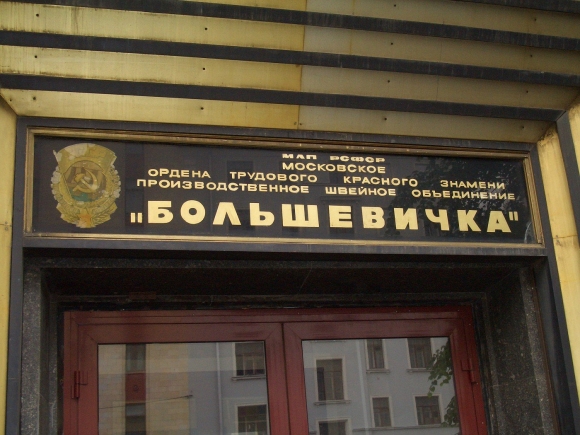 МЛП РСФСР
МОСКОВСКОЕ
ОРДЕНА ТРУДОВОГО КРАСНОГО ЗНАМЕНИ
ПРОИЗВОДСТВЕННОЕ ШВЕЙНОЕ ОБЪЕДИНЕНИЕ
„БОЛЬШЕВИЧКА"